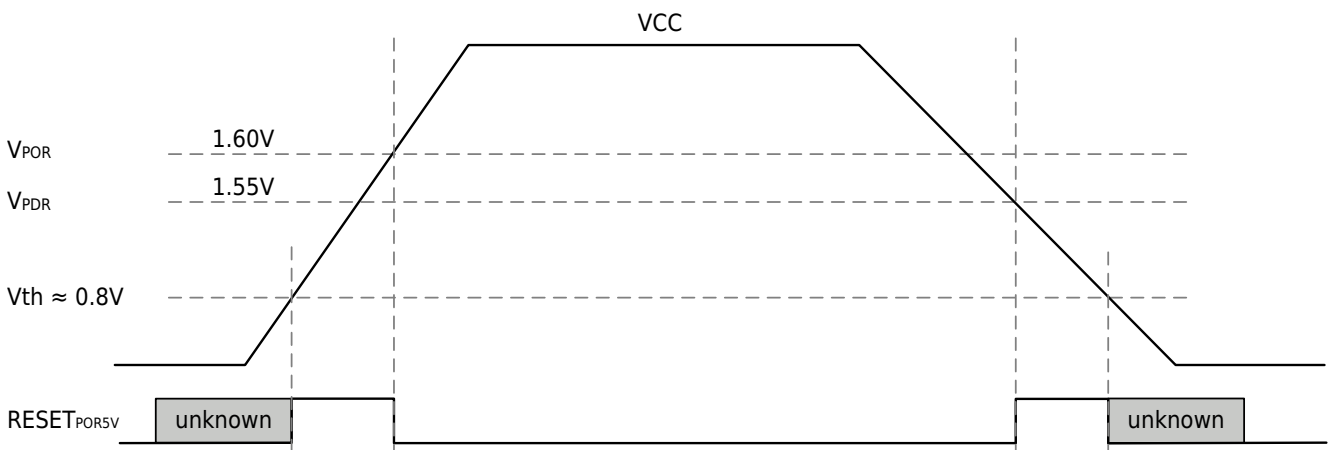 VCC
VPOR 1.60V
VPDR 1.55V
Vth ≈ 0.8V
RESETPOR5V unknown unknown